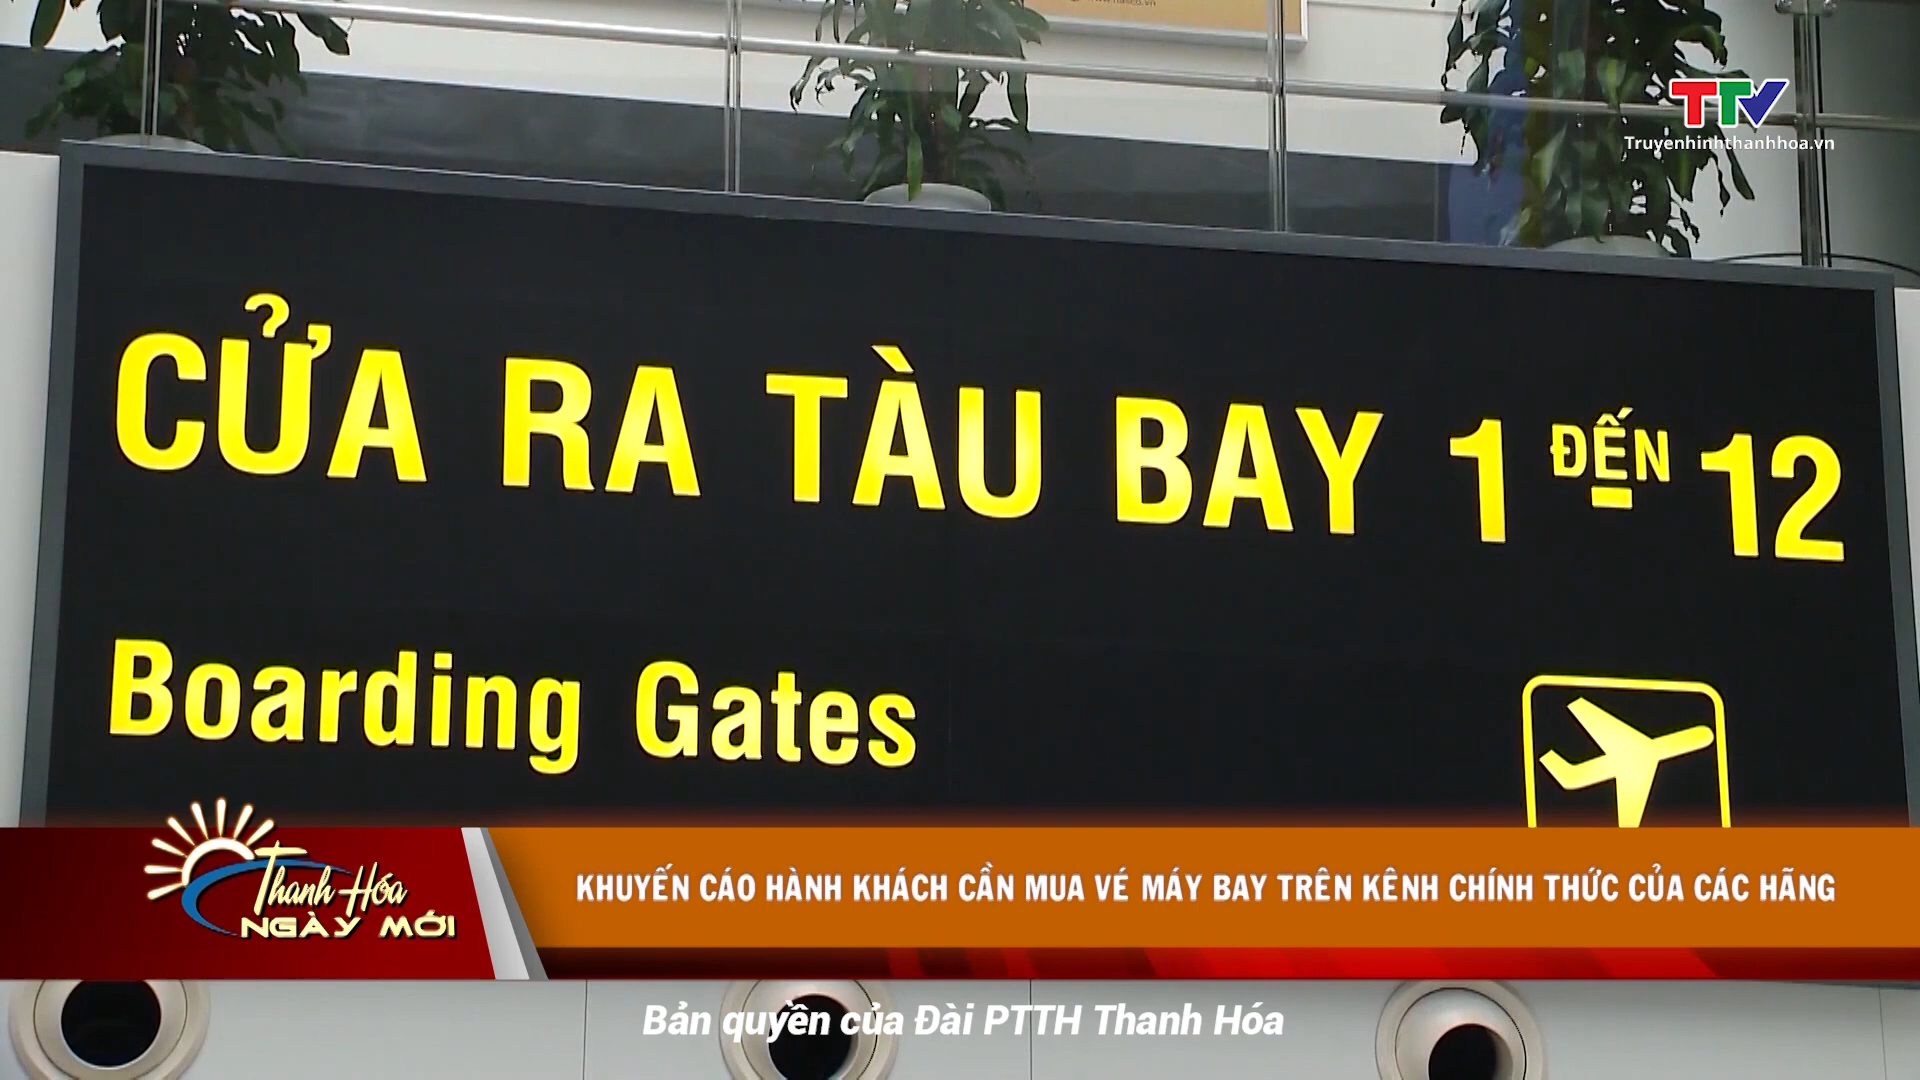 TTV
Truyenhinhthanhhoa.vn
CỬA RA TÀU BAY 1 ĐẾN 12
Boarding Gates
Thanh Hóa
NGÀY MỚI
KHUYẾN CÁO HÀNH KHÁCH CẦN MUA VÉ MÁY BAY TRÊN KÊNH CHÍNH THỨC CỦA CÁC HÃNG
Bản quyền của Đài PTTH Thanh Hóa